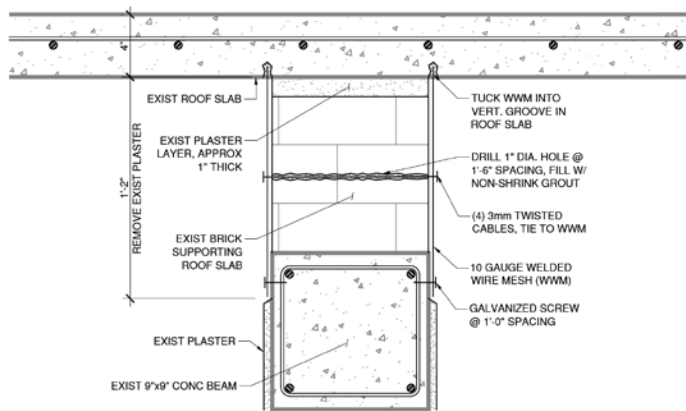 4"
EXIST ROOF SLAB
EXIST PLASTER
LAYER, APPROX
1" THICK
1'-2"
REMOVE EXIST PLASTER
EXIST BRICK
SUPPORTING
ROOF SLAB
EXIST PLASTER
EXIST 9"x9" CONC BEAM
TUCK WWM INTO
VERT. GROOVE IN
ROOF SLAB
DRILL 1" DIA. HOLE @
1'-6" SPACING, FILL W/
NON-SHRINK GROUT
(4) 3mm TWISTED
CABLES, TIE TO WWM
10 GAUGE WELDED
WIRE MESH (WWM)
GALVANIZED SCREW
@ 1'-0" SPACING